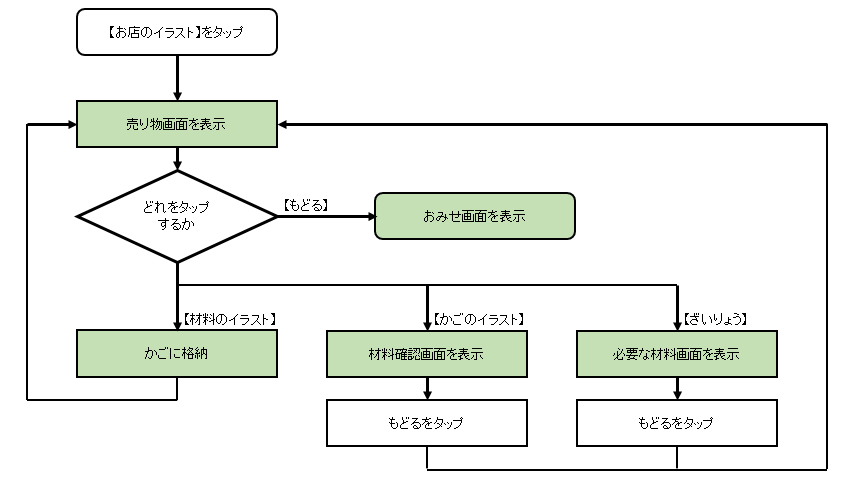 【お店のイラスト】をタップ
売り物画面を表示
どれをタップ
するか
【もどる】
おみせ画面を表示
【材料のイラスト】
【かごのイラスト】
【ざいりょう】
かごに格納
材料確認画面を表示
必要な材料画面を表示
もどるをタップ
もどるをタップ